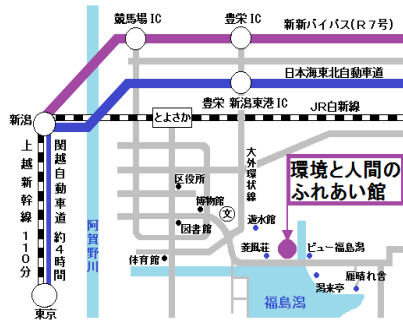 競馬場IC
豊栄IC
新新バイパス(R7号)
日本海東北自動車道
豊栄 新潟東港IC
JR白新線
新潟
とよさか
上越新幹線 110分
関越自動車道 約4時間
阿賀野川
大外環状線
環境と人間の
ふれあい館
区役所
博物館
文
図書館
遊水館
体育館
菱風荘
ビュー福島潟
雁晴れ舎
潟来亭
福島潟
東京